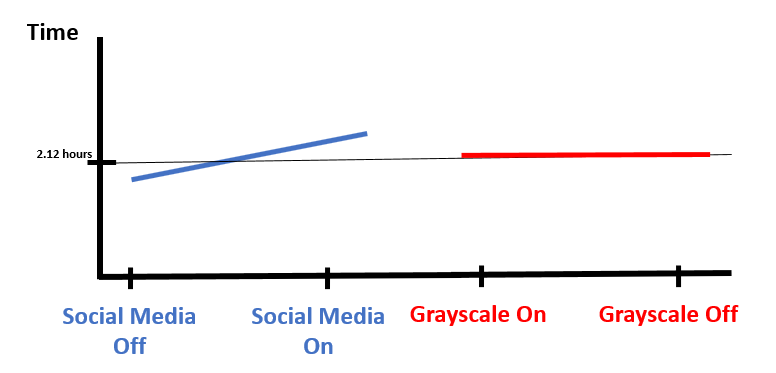 Time
2.12 hours
Social Media
Off
Social Media
On
Grayscale On
Grayscale Off